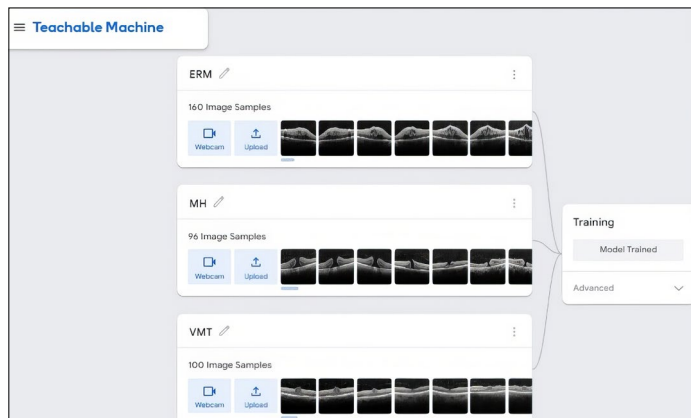 Teachable Machine
ERM
160 Image Samples
Webcam Upload
MH
96 Image Samples
Webcam Upload
VMT
100 Image Samples
Webcam Upload
Training
Model Trained
Advanced